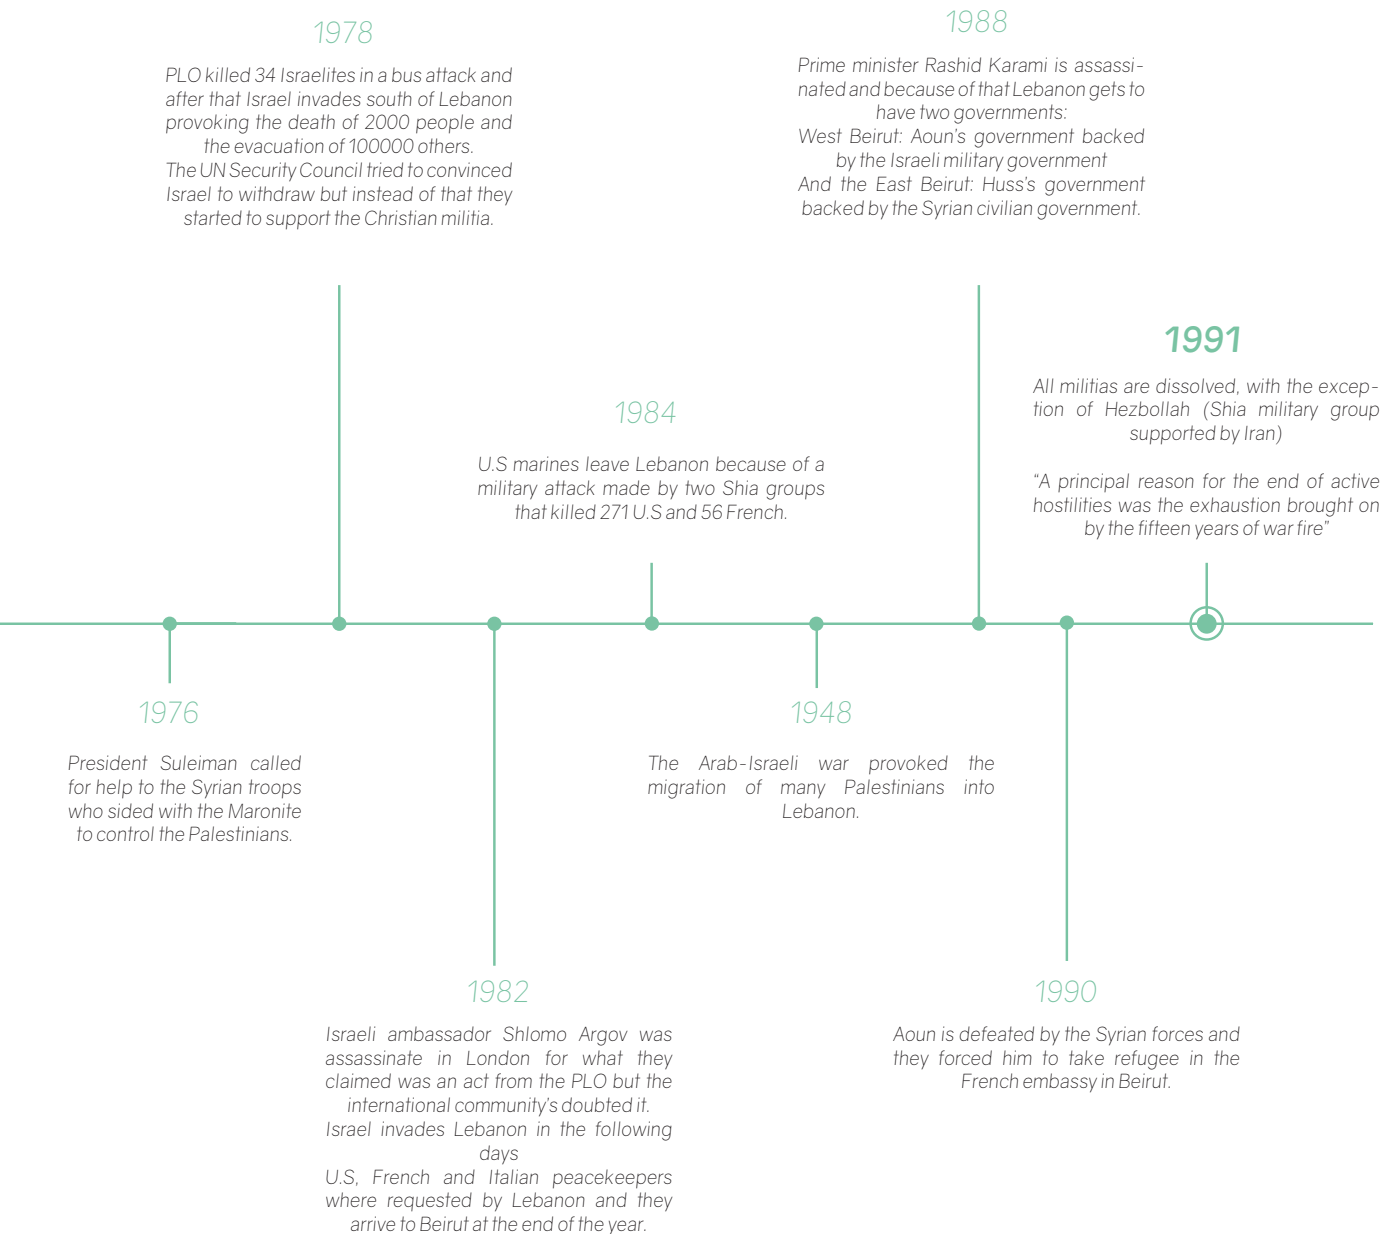 1978
PLO killed 34 Israelites in a bus attack and
after that Israel invades south of Lebanon
provoking the death of 2000 people and
the evacuation of 100000 others.
The UN Security Council tried to convinced
Israel to withdraw but instead of that they
started to support the Christian militia.
1988
Prime minister Rashid Karami is assassi-
nated and because of that Lebanon gets to
have two governments:
West Beirut: Aoun's government backed
by the Israeli military government
And the East Beirut: Huss's government
backed by the Syrian civilian government.
1991
All militias are dissolved, with the excep-
tion of Hezbollah (Shia military group
supported by Iran)
“A principal reason for the end of active
hostilities was the exhaustion brought on
by the fifteen years of war fire”
1984
U.S marines leave Lebanon because of a
military attack made by two Shia groups
that killed 271 U.S and 56 French.
1976
President Suleiman called
for help to the Syrian troops
who sided with the Maronite
to control the Palestinians.
1948
The Arab-Israeli war provoked the
migration of many Palestinians into
Lebanon.
1982
Israeli ambassador Shlomo Argov was
assassinate in London for what they
claimed was an act from the PLO but the
international community's doubted it.
Israel invades Lebanon in the following
days
U.S, French and Italian peacekeepers
where requested by Lebanon and they
arrive to Beirut at the end of the year.
1990
Aoun is defeated by the Syrian forces and
they forced him to take refugee in the
French embassy in Beirut.